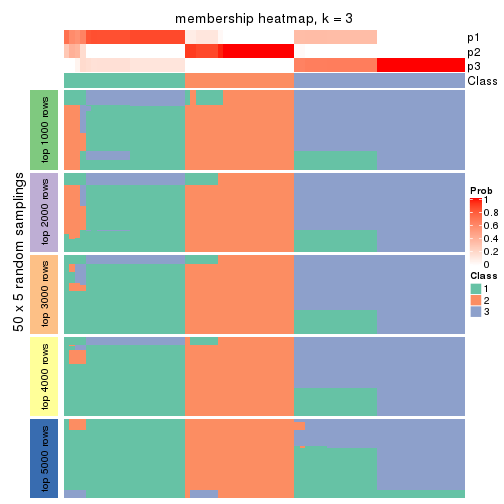 membership heatmap, k = 3
p1
p2
p3
Class
50 x 5 random samplings
top 1000 rows
top 2000 rows
top 3000 rows
top 4000 rows
top 5000 rows
Prob
1
0.8
0.6
0.4
0.2
0
Class
1
2
3